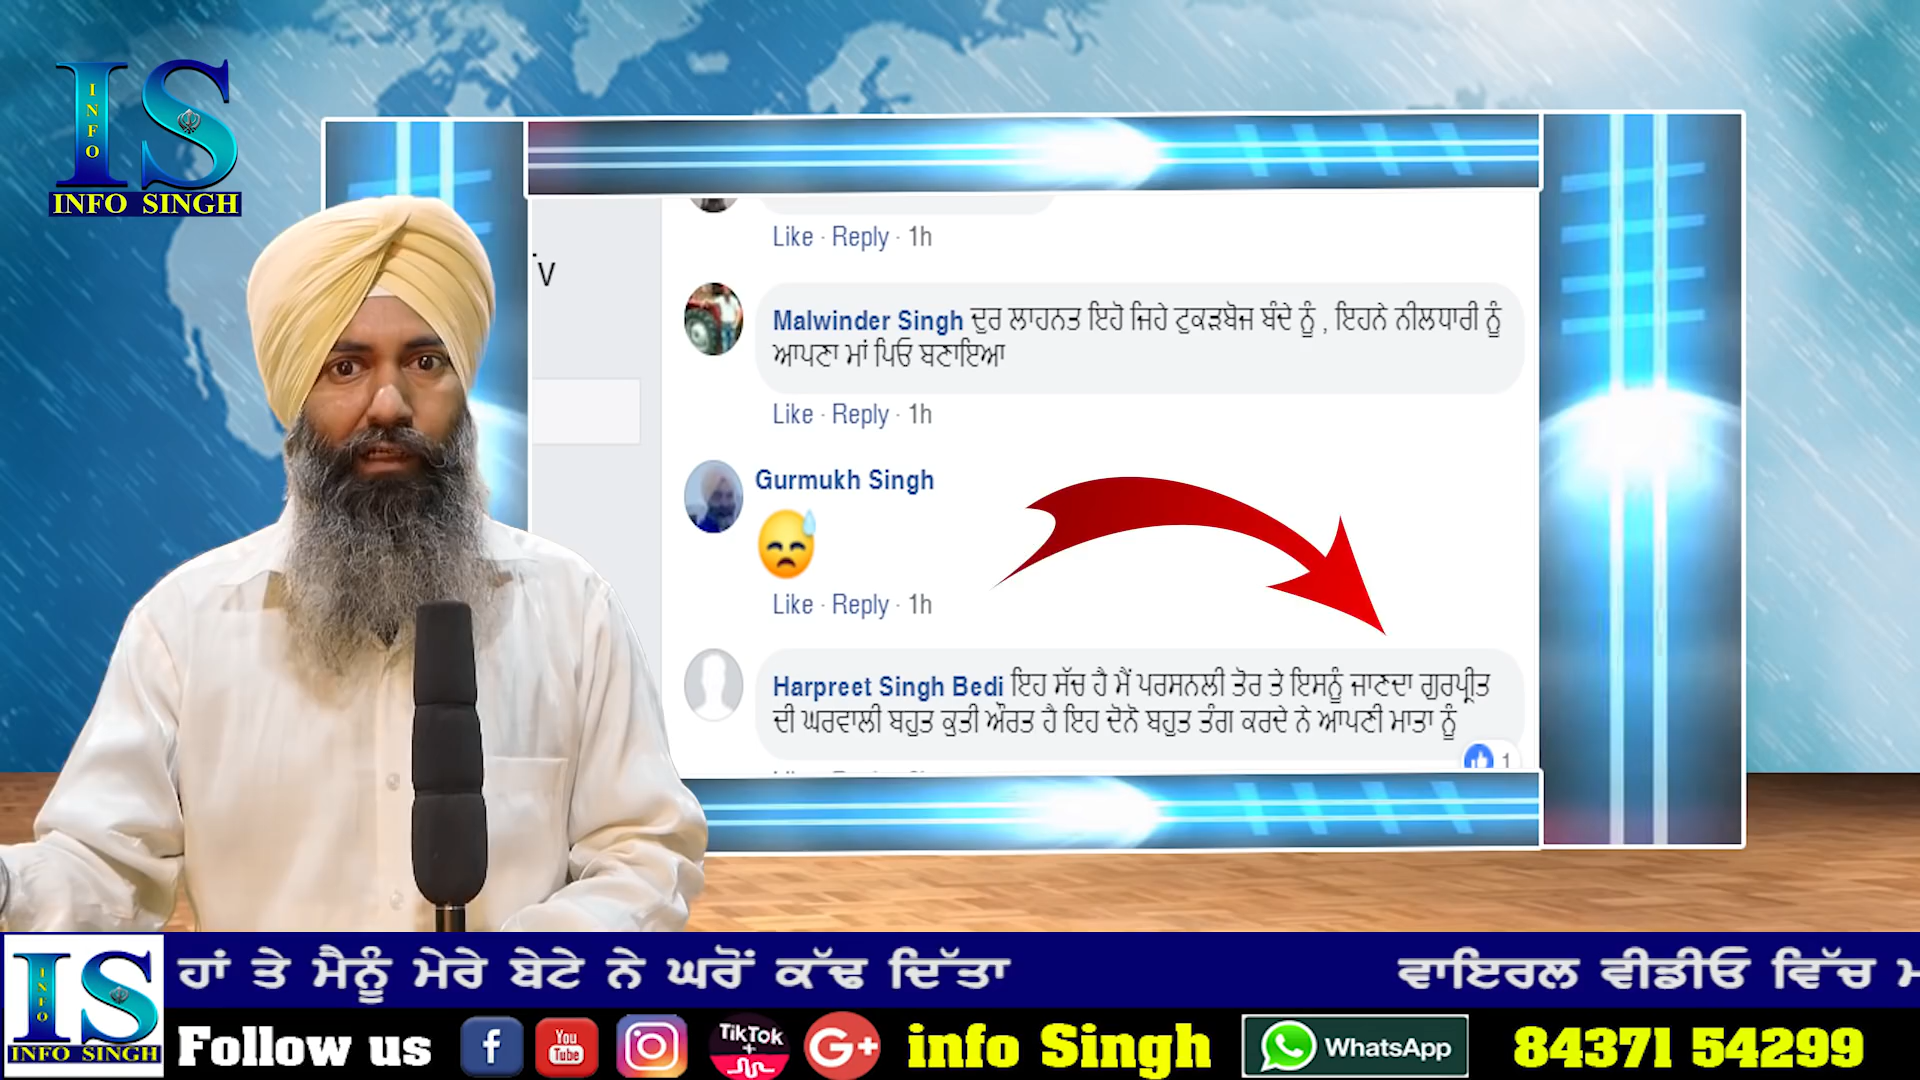 IS
INFO
INFO SINGH
v
Like · Reply · 1h
Malwinder Singh ਦੁਰ ਲਾਹਨਤ ਇਹੋ ਜਿਹੇ ਟੁਕੜਬੋਜ ਬੰਦੇ ਨੂੰ , ਇਹਨੇ ਨੀਲਧਾਰੀ ਨੂੰ
ਆਪਣਾ ਮਾਂ ਪਿਓ ਬਣਾਇਆ
Like · Reply · 1h
Gurmukh Singh
Like · Reply · 1h
Harpreet Singh Bedi ਇਹ ਸੱਚ ਹੈ ਮੈਂ ਪਰਸਨਲੀ ਤੋਰ ਤੇ ਇਸਨੂੰ ਜਾਣਦਾ ਗੁਰਪ੍ਰੀਤ
ਦੀ ਘਰਵਾਲੀ ਬਹੁਤ ਕੁਤੀ ਔਰਤ ਹੈ ਇਹ ਦੋਨੋ ਬਹੁਤ ਤੰਗ ਕਰਦੇ ਨੇ ਆਪਣੀ ਮਾਤਾ ਨੂੰ
1
IS
INFO
INFO SINGH
ਹਾਂ ਤੇ ਮੈਨੂੰ ਮੇਰੇ ਬੇਟੇ ਨੇ ਘਰੋਂ ਕੱਢ ਦਿੱਤਾ ਵਾਇਰਲ ਵੀਡੀਓ ਵਿੱਚ
Follow us f You Tube TikTok G+ info Singh WhatsApp 84371 54299